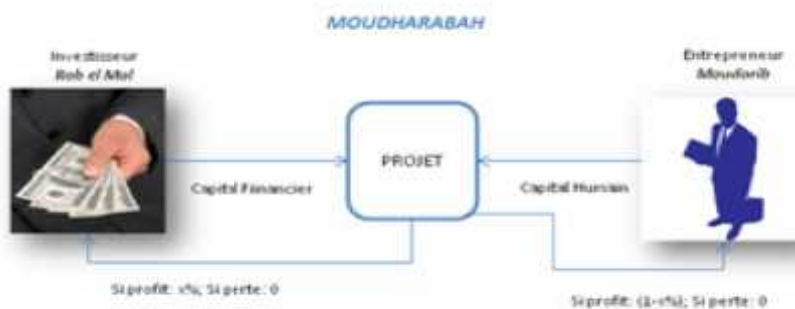 MOUDHARABAH
Investisseur
Rab el Mal
Entrepreneur
Moudarib
PROJET
Capital Financier
Capital Humain
Si profit: x%; Si perte: 0
Si profit: (1-x%); Si perte: 0